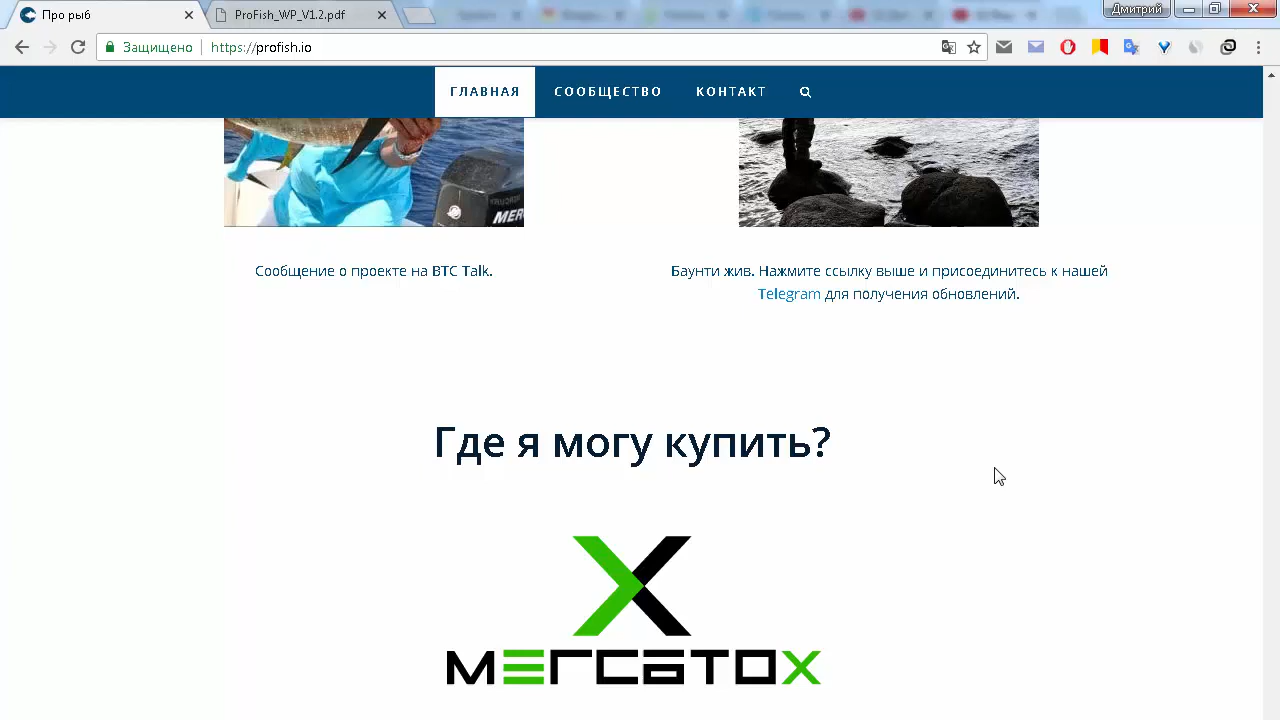 Про рыб
ProFish_WP_V1.2.pdf
Дмитрий
Защищено
https://profish.io
ГЛАВНАЯ
СООБЩЕСТВО
КОНТАКТ
Сообщение о проекте на BTC Talk.
Баунти жив. Нажмите ссылку выше и присоединитесь к нашей
Telegram для получения обновлений.
Где я могу купить?
MERCATOX